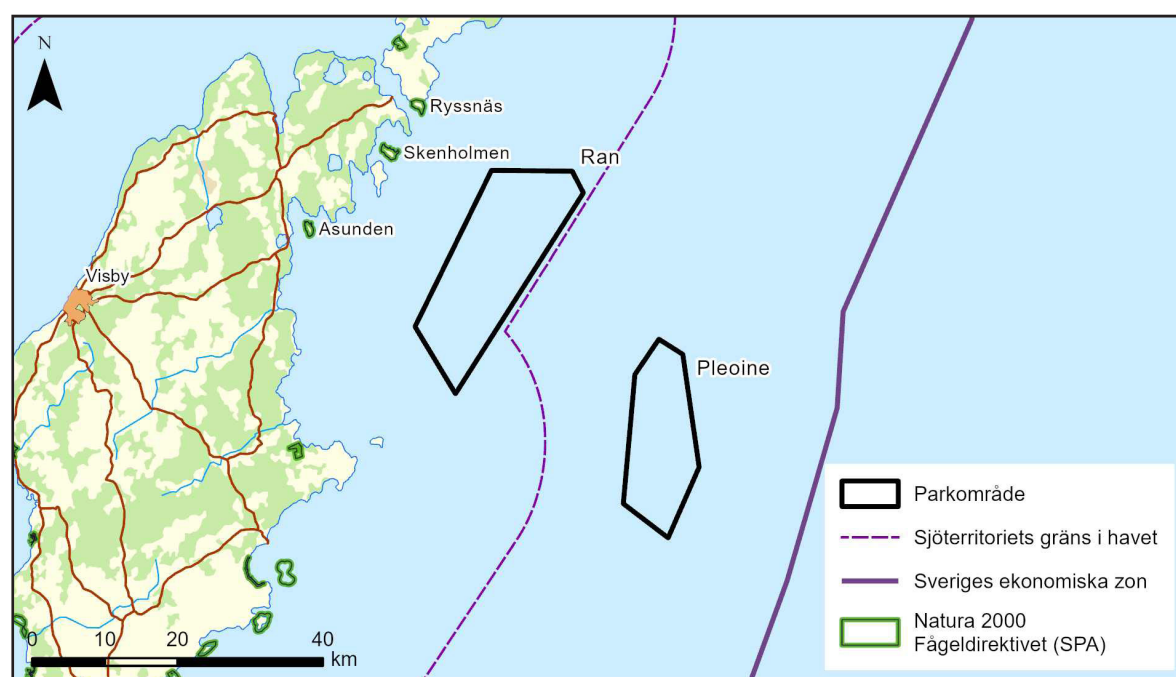 N
Ryssnäs
Skenholmen
Ran
Asunden
Visby
Pleoine
Parkområde
Sjöterritoriets gräns i havet
Sveriges ekonomiska zon
Natura 2000
Fågeldirektivet (SPA)
0 10 20 40
km